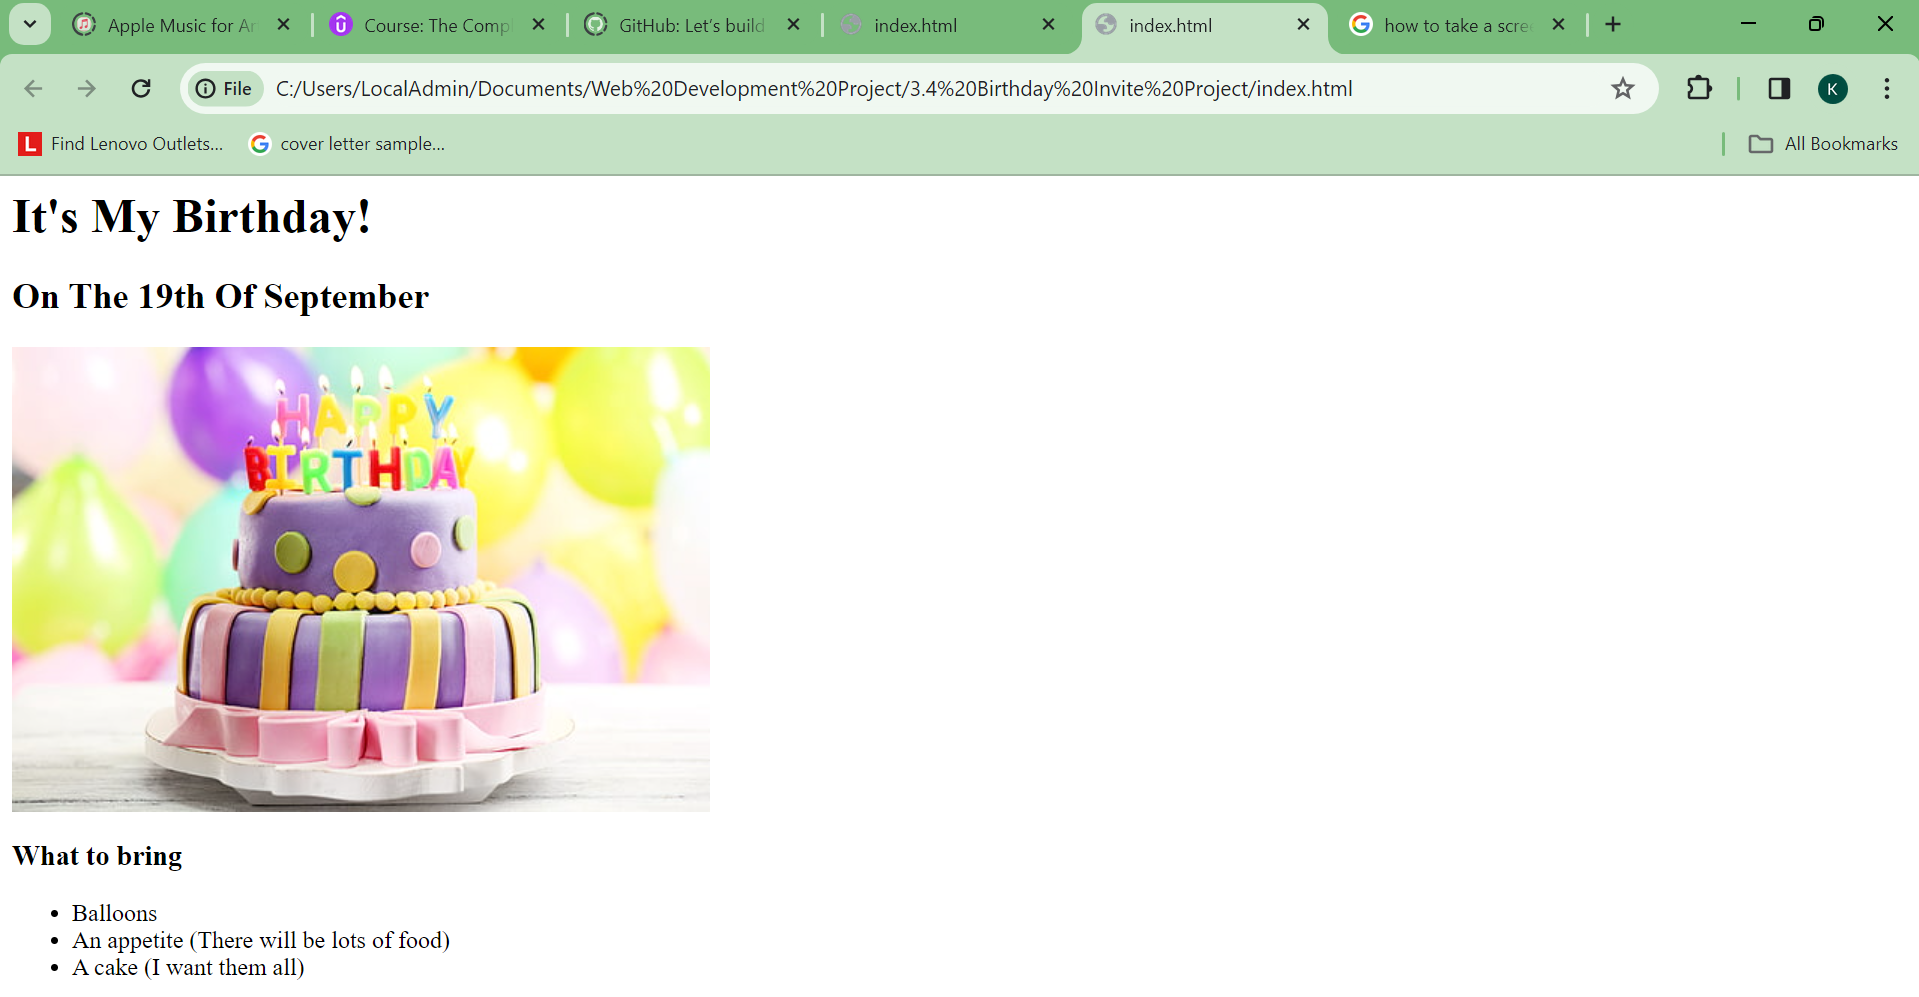 Apple Music for Ar
Course: The Compl
GitHub: Let's build
index.html
index.html
how to take a scree
File
C:/Users/LocalAdmin/Documents/Web%20Development%20Project/3.4%20Birthday%20Invite%20Project/index.html
K
L Find Lenovo Outlets...
G cover letter sample...
All Bookmarks
It's My Birthday!
On The 19th Of September
HAPPY
BIRTHDAY
What to bring
• Balloons
• An appetite (There will be lots of food)
• A cake (I want them all)